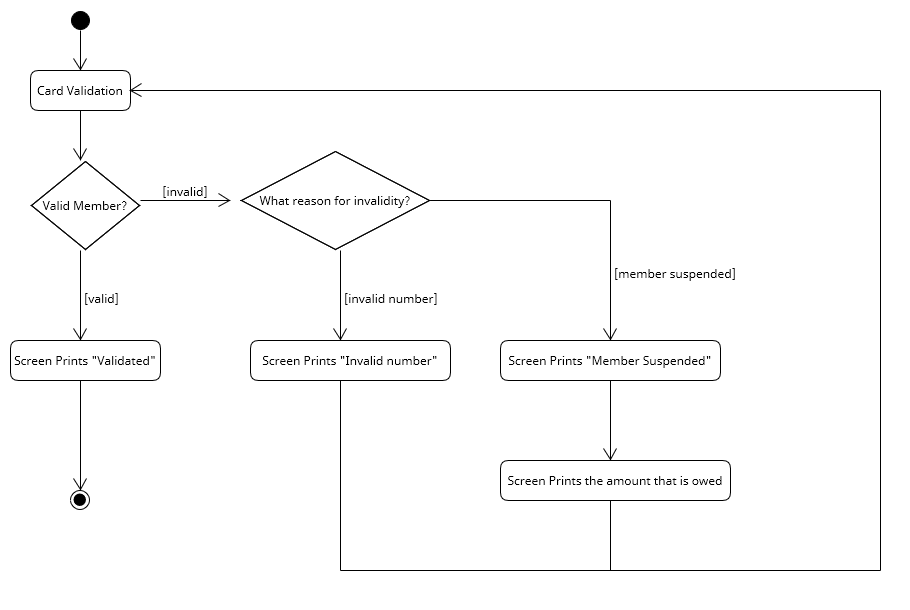 Card Validation
Valid Member?
[invalid]
What reason for invalidity?
[member suspended]
[valid]
[invalid number]
Screen Prints "Validated"
Screen Prints "Invalid number"
Screen Prints "Member Suspended"
Screen Prints the amount that is owed